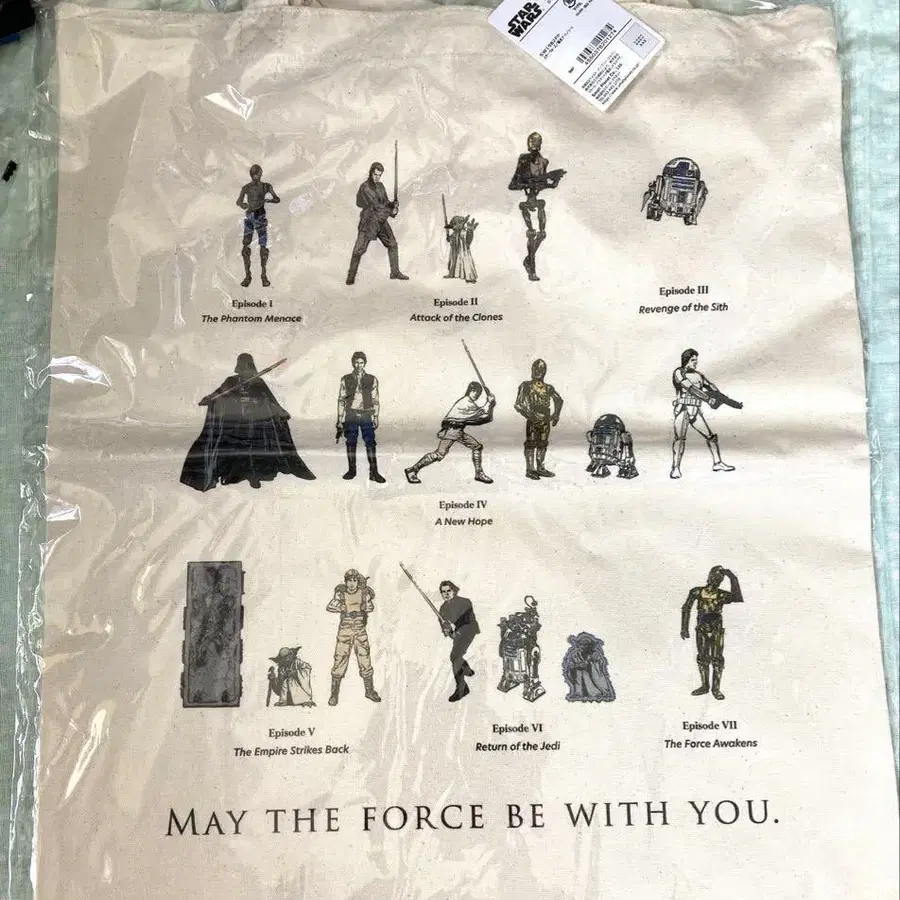 STAR
WARS
Episode I
The Phantom Menace
Episode II
Attack of the Clones
Episode III
Revenge of the Sith
Episode IV
A New Hope
Episode V
The Empire Strikes Back
Episode VI
Return of the Jedi
Episode VII
The Force Awakens
MAY THE FORCE BE WITH YOU.